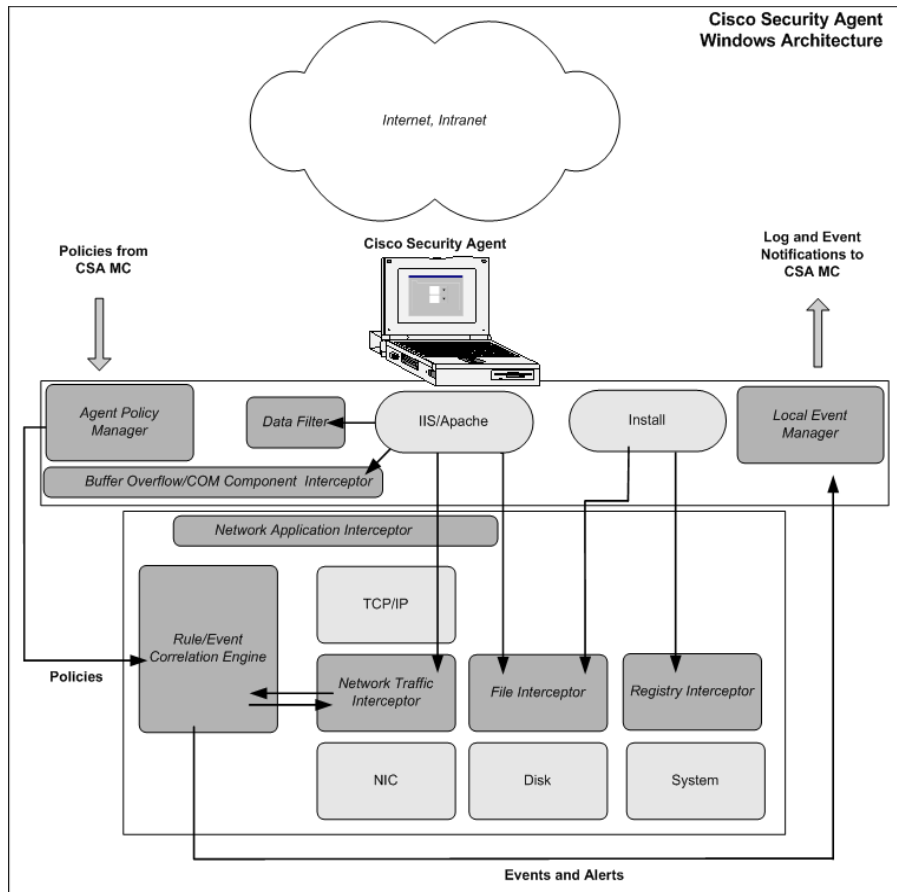 Cisco Security Agent
Windows Architecture
Internet, Intranet
Policies from
CSA MC
Cisco Security Agent
Log and Event
Notifications to
CSA MC
Agent Policy
Manager
Data Filter
IIS/Apache
Install
Local Event
Manager
Buffer Overflow/COM Component Interceptor
Network Application Interceptor
TCP/IP
Rule/Event
Correlation Engine
Policies
Network Traffic
Interceptor
File Interceptor
Registry Interceptor
NIC
Disk
System
Events and Alerts